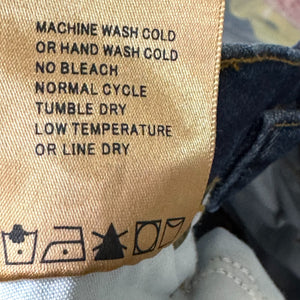 MACHINE WASH COLD
OR HAND WASH COLD
NO BLEACH
NORMAL CYCLE
TUMBLE DRY
LOW TEMPERATURE
OR LINE DRY